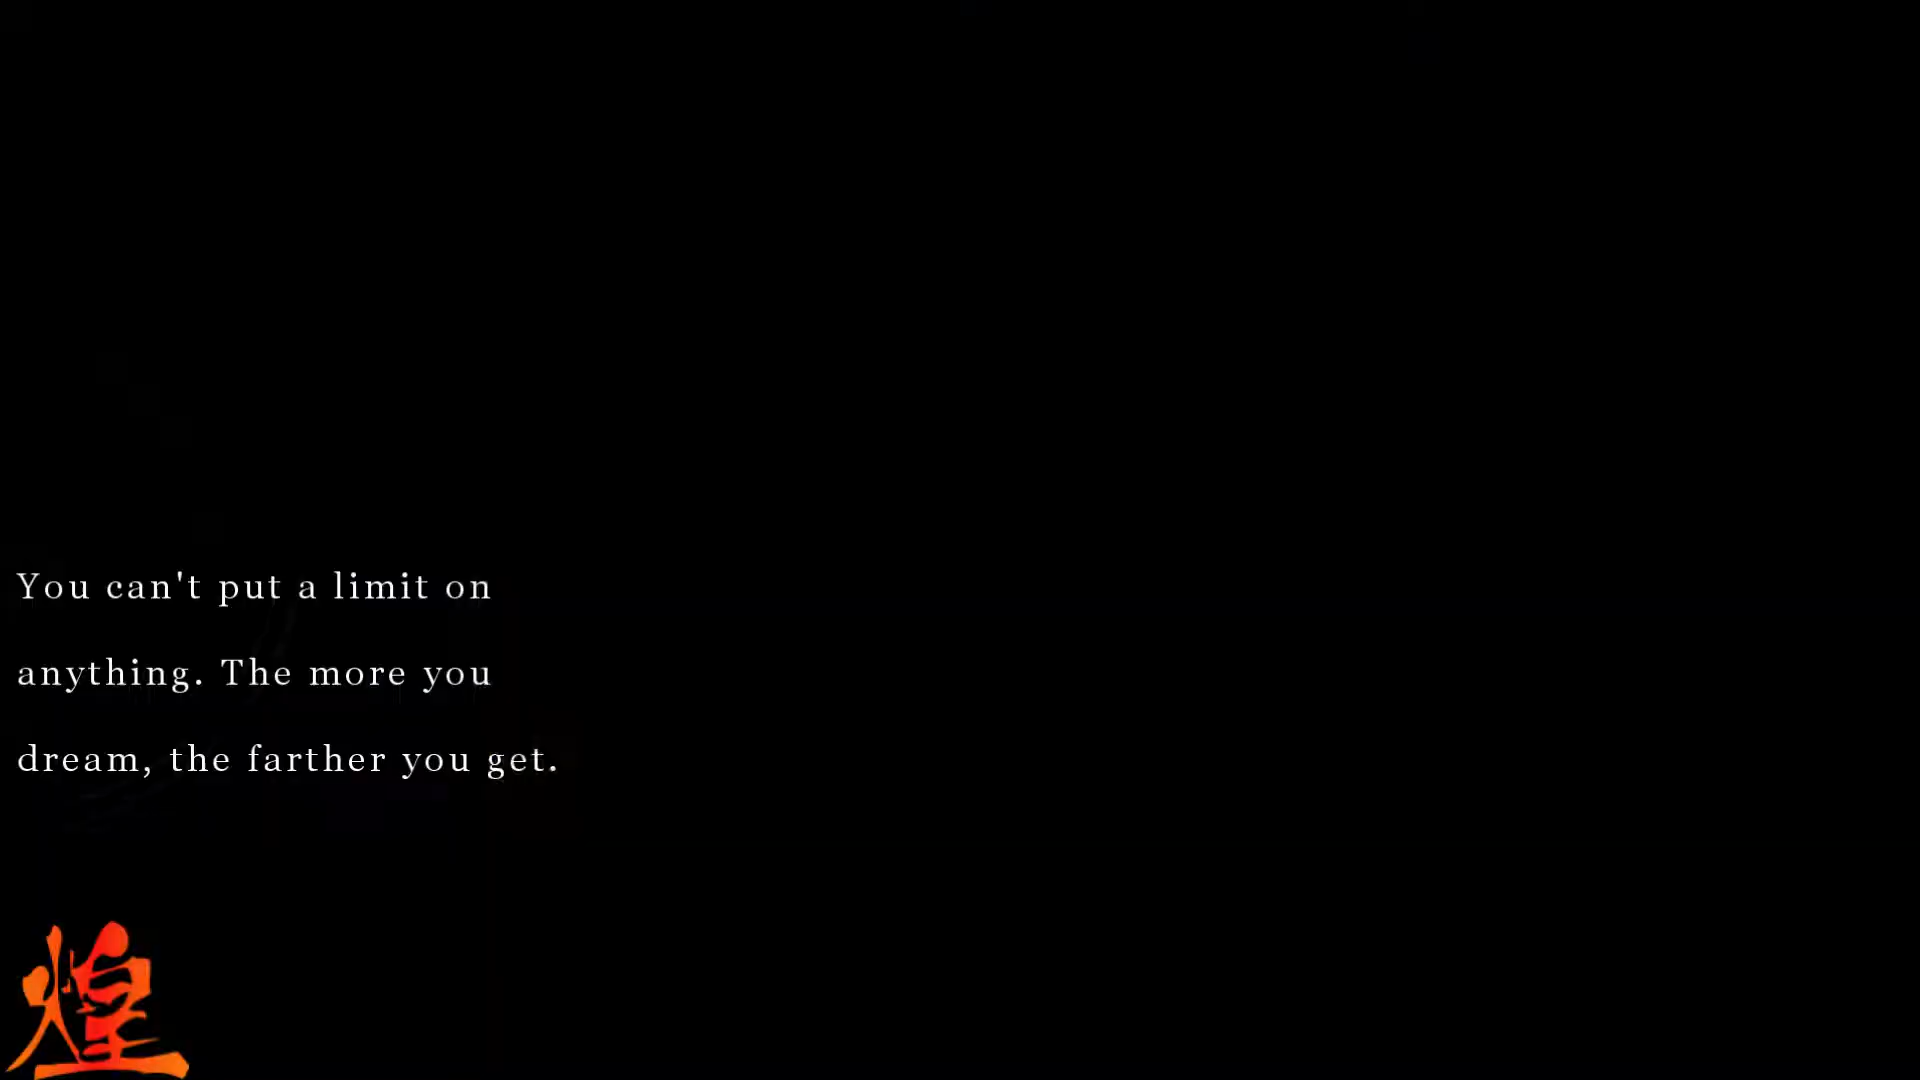 You can't put a limit on
anything. The more you
dream, the farther you get.
煌